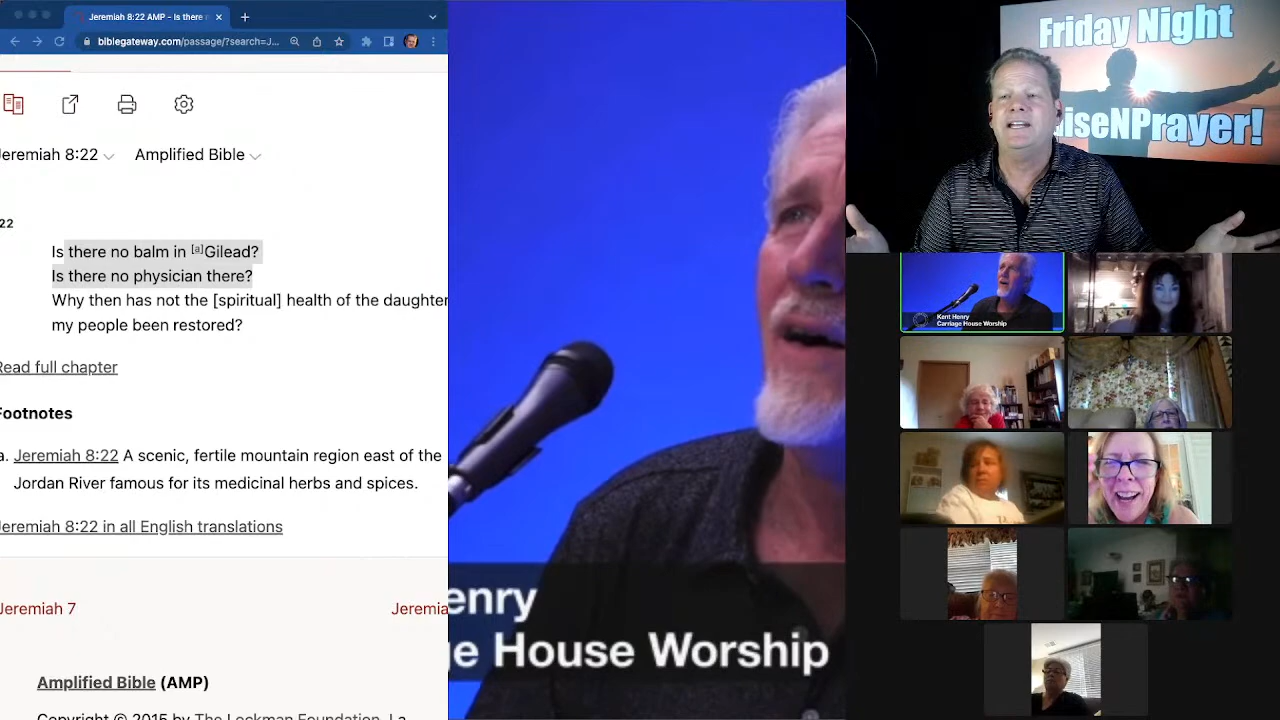 Jeremiah 8:22 AMP - Is there
biblegateway.com/passage/?search=J...
Jeremiah 8:22
Amplified Bible
22
Is there no balm in [a]Gilead?
Is there no physician there?
Why then has not the [spiritual] health of the daughter
my people been restored?
Read full chapter
Footnotes
a. Jeremiah 8:22 A scenic, fertile mountain region east of the
Jordan River famous for its medicinal herbs and spices.
Jeremiah 8:22 in all English translations
Jeremiah 7
Jeremia
Amplified Bible (AMP)
Copyright © 2015 by The Lockman Foundation, La
enry
ge House Worship
Friday Night
aiseNPrayer!
Kent Henry
Carriage House Worship